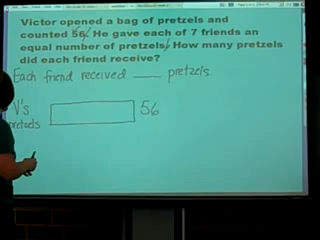 Victor opened a bag of pretzels and
counted 56. He gave each of 7 friends an
equal number of pretzels. How many pretzels
did each friend receive?
Each friend received ___ pretzels.
V's 56
pretzels